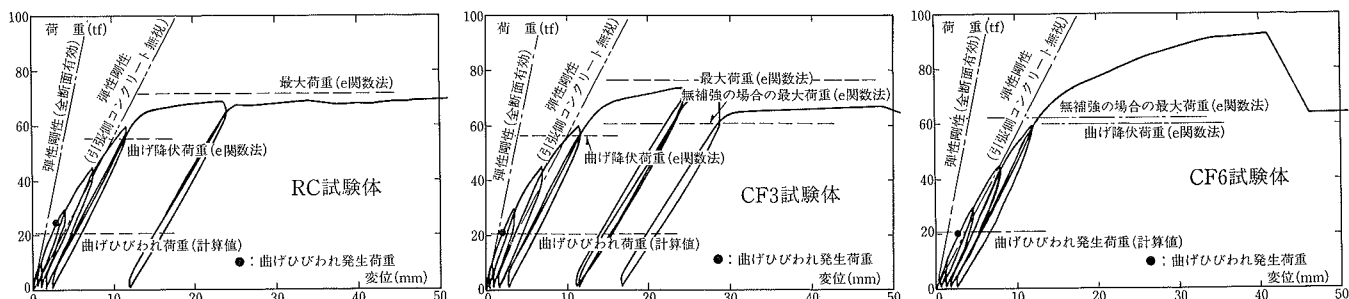 100
80
60
40
20
0
荷 重(tf)
弾性剛性(全断面有効)
弾性剛性
(引張側コンクリート無視)
最大荷重(e関数法)
曲げ降伏荷重(e関数法)
RC試験体
曲げひびわれ荷重(計算値)
●:曲げひびわれ発生荷重
変位(mm)
0 10 20 30 40 50
100
80
60
40
20
0
荷 重(tf)
弾性剛性(全断面有効)
弾性剛性
(引張側コンクリート無視)
最大荷重(e関数法)
無補強の場合の最大荷重(e関数法)
曲げ降伏荷重(e関数法)
CF3試験体
曲げひびわれ荷重(計算値)
●:曲げひびわれ発生荷重
変位(mm)
0 10 20 30 40 50
100
80
60
40
20
0
荷 重(tf)
弾性剛性(全断面有効)
弾性剛性
(引張側コンクリート無視)
無補強の場合の最大荷重(e関数法)
曲げ降伏荷重(e関数法)
CF6試験体
曲げひびわれ荷重(計算値)
●:曲げひびわれ発生荷重
変位(mm)
0 10 20 30 40 50